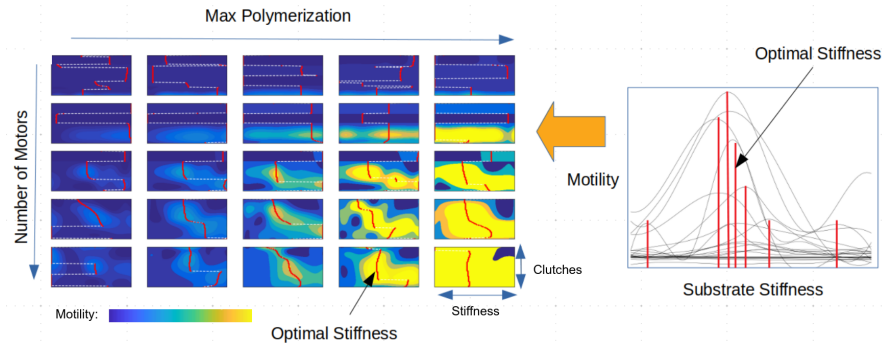 Max Polymerization
Number of Motors
Optimal Stiffness
Motility
Substrate Stiffness
Clutches
Stiffness
Motility:
Optimal Stiffness